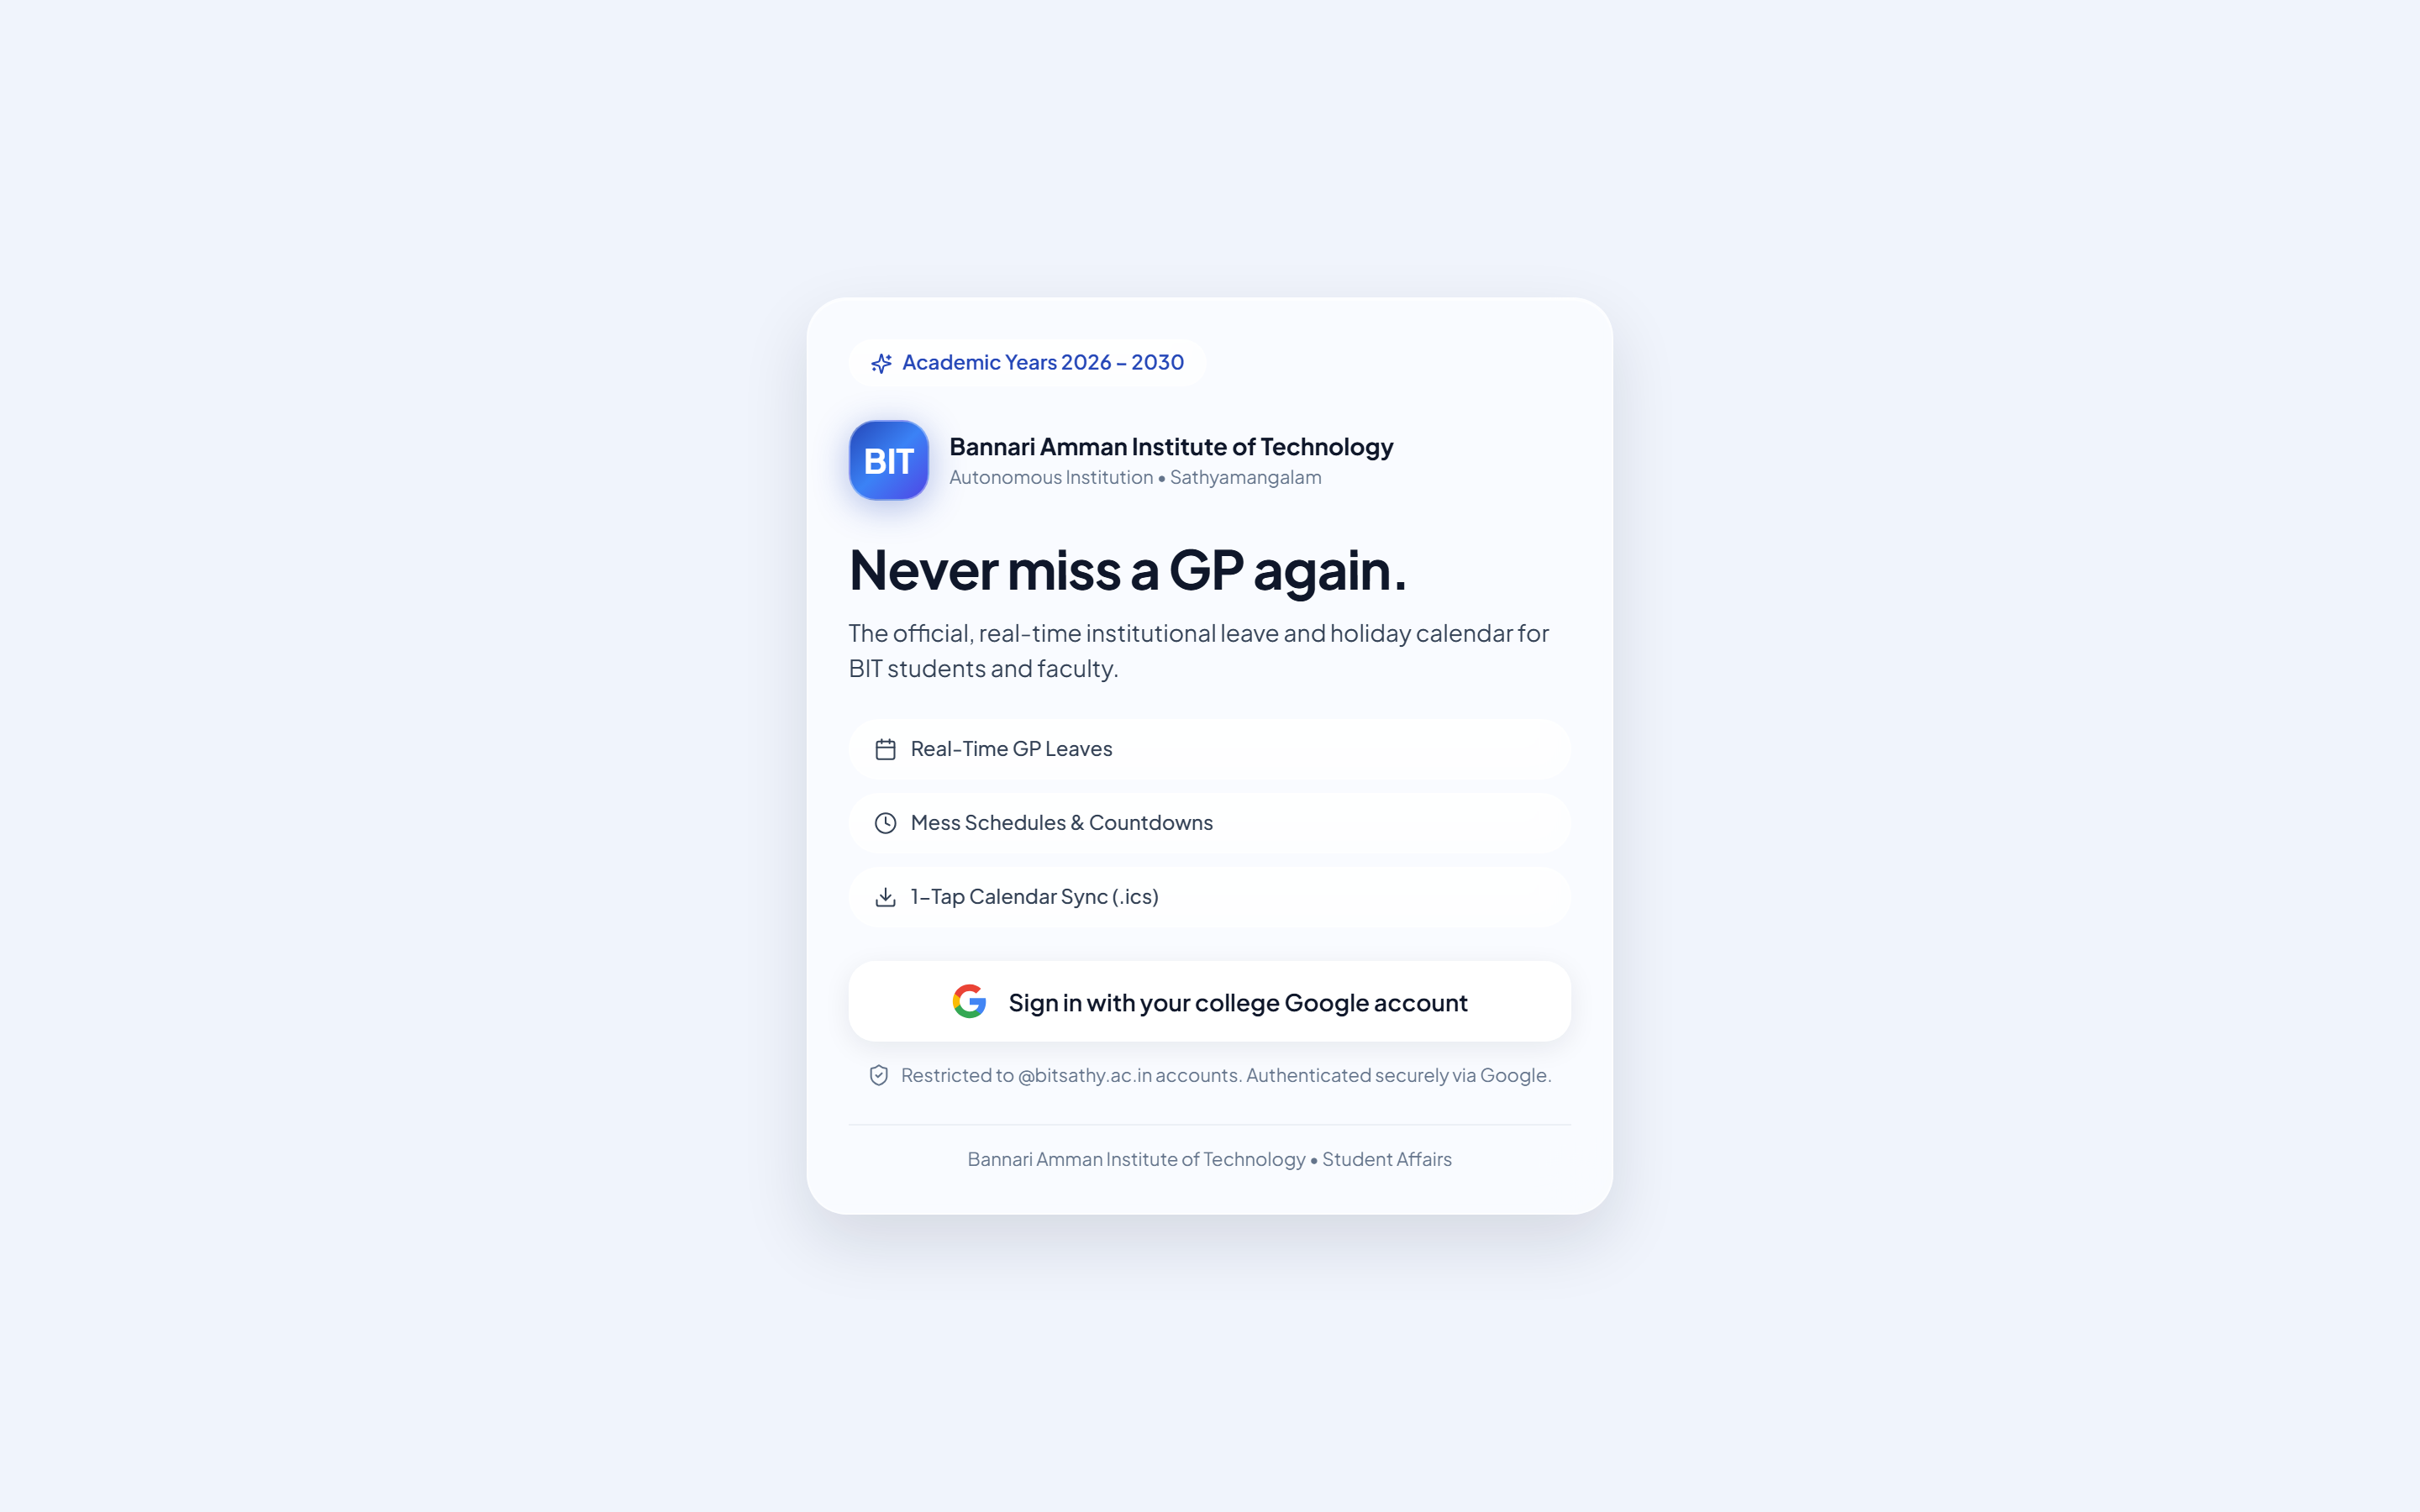 Academic Years 2026 – 2030
BIT
Bannari Amman Institute of Technology
Autonomous Institution • Sathyamangalam
Never miss a GP again.
The official, real-time institutional leave and holiday calendar for
BIT students and faculty.
Real-Time GP Leaves
Mess Schedules & Countdowns
1-Tap Calendar Sync (.ics)
Sign in with your college Google account
Restricted to @bitsathy.ac.in accounts. Authenticated securely via Google.
Bannari Amman Institute of Technology • Student Affairs